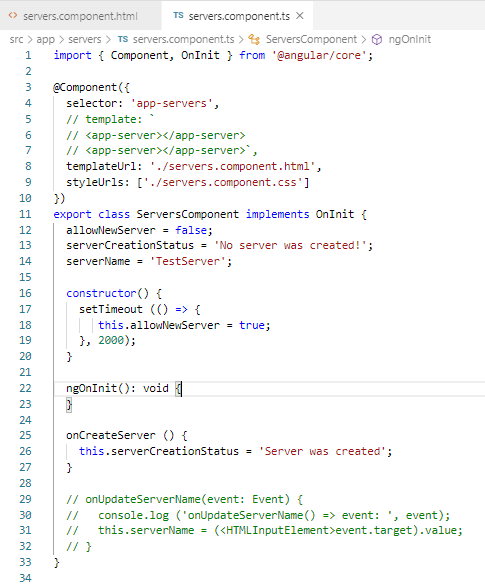 servers.component.html TS servers.component.ts ×
src > app > servers > TS servers.component.ts > ServersComponent > ngOnInit
1 import { Component, OnInit } from '@angular/core';
2
3 @Component({
4   selector: 'app-servers',
5   // template: `
6   // <app-server></app-server>
7   // <app-server></app-server>`,
8   templateUrl: './servers.component.html',
9   styleUrls: ['./servers.component.css']
10 })
11 export class ServersComponent implements OnInit {
12   allowNewServer = false;
13   serverCreationStatus = 'No server was created!';
14   serverName = 'TestServer';
15
16   constructor() {
17     setTimeout (() => {
18       this.allowNewServer = true;
19     }, 2000);
20   }
21
22   ngOnInit(): void {
23   }
24
25   onCreateServer () {
26     this.serverCreationStatus = 'Server was created';
27   }
28
29   // onUpdateServerName(event: Event) {
30   //   console.log ('onUpdateServerName() => event: ', event);
31   //   this.serverName = (<HTMLInputElement>event.target).value;
32   // }
33 }
34